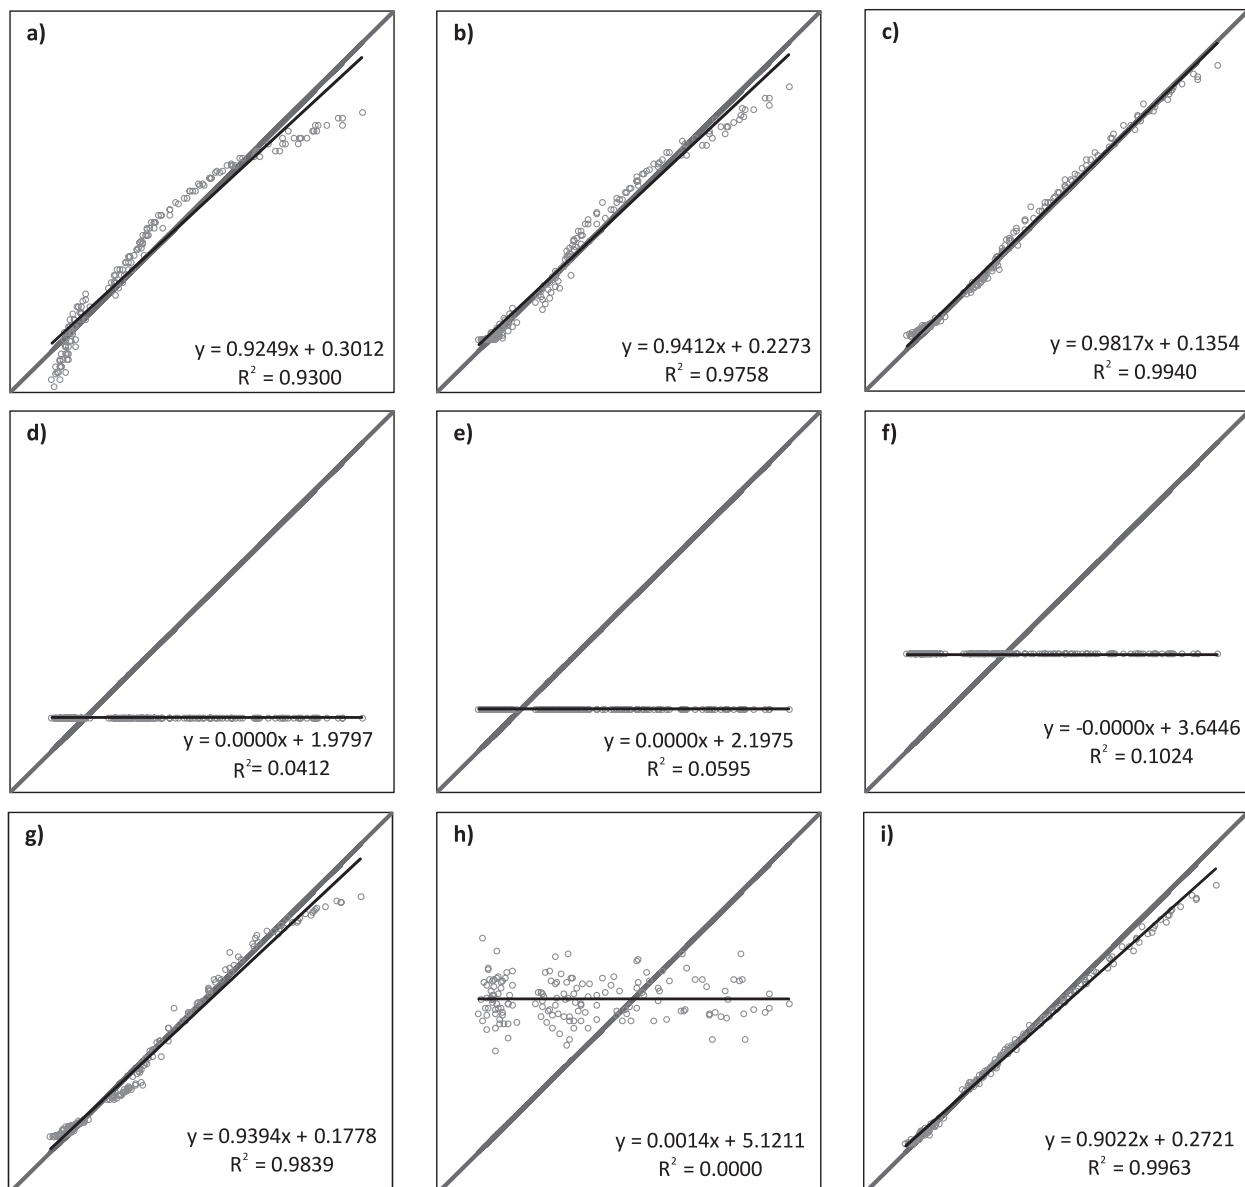 a)
y = 0.9249x + 0.3012
R² = 0.9300
b)
y = 0.9412x + 0.2273
R² = 0.9758
c)
y = 0.9817x + 0.1354
R² = 0.9940
d)
y = 0.0000x + 1.9797
R²= 0.0412
e)
y = 0.0000x + 2.1975
R² = 0.0595
f)
y = -0.0000x + 3.6446
R² = 0.1024
g)
y = 0.9394x + 0.1778
R² = 0.9839
h)
y = 0.0014x + 5.1211
R² = 0.0000
i)
y = 0.9022x + 0.2721
R² = 0.9963